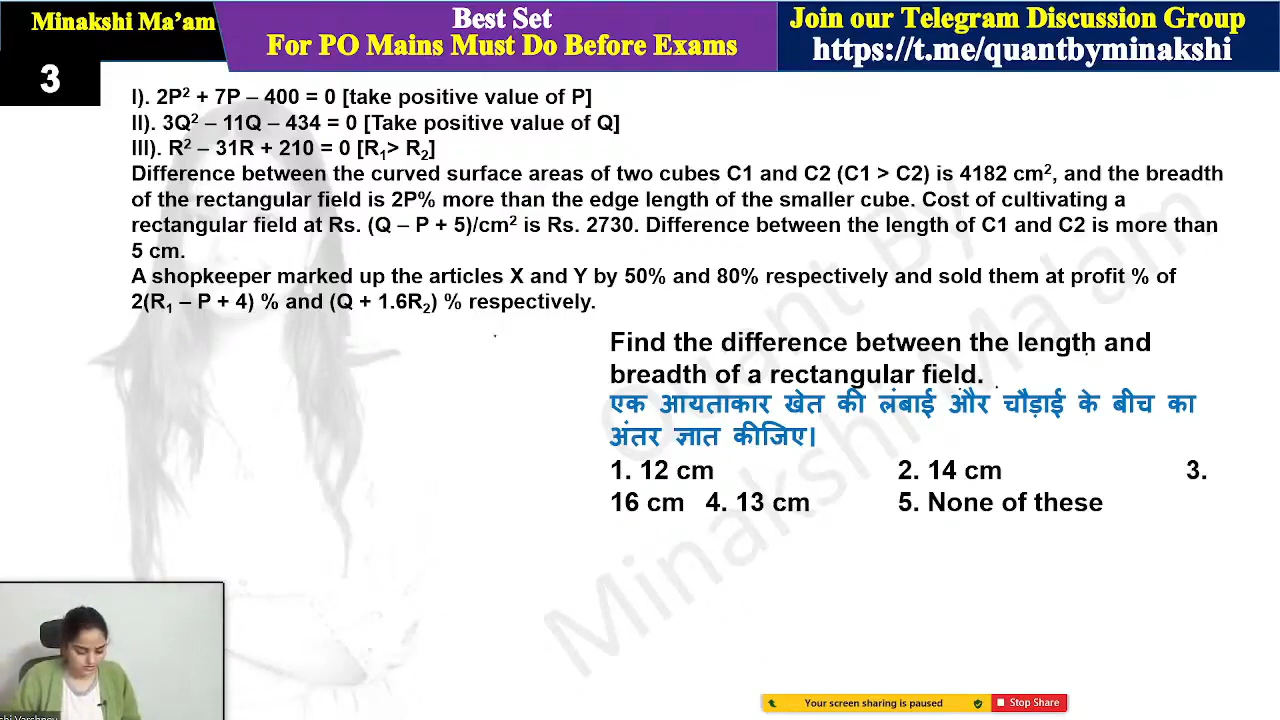 Minakshi Ma’am
Best Set
For PO Mains Must Do Before Exams
Join our Telegram Discussion Group
https://t.me/quantbyminakshi
3
I). 2P² + 7P – 400 = 0 [take positive value of P]
II). 3Q² – 11Q – 434 = 0 [Take positive value of Q]
III). R² – 31R + 210 = 0 [R₁> R₂]
Difference between the curved surface areas of two cubes C1 and C2 (C1 > C2) is 4182 cm², and the breadth
of the rectangular field is 2P% more than the edge length of the smaller cube. Cost of cultivating a
rectangular field at Rs. (Q – P + 5)/cm² is Rs. 2730. Difference between the length of C1 and C2 is more than
5 cm.
A shopkeeper marked up the articles X and Y by 50% and 80% respectively and sold them at profit % of
2(R₁ – P + 4) % and (Q + 1.6R₂) % respectively.
Find the difference between the length and
breadth of a rectangular field.
एक आयताकार खेत की लंबाई और चौड़ाई के बीच का
अंतर ज्ञात कीजिए।
1. 12 cm 2. 14 cm 3.
16 cm 4. 13 cm 5. None of these
Quant By
Minakshi Ma'am
Your screen sharing is paused
Stop Share